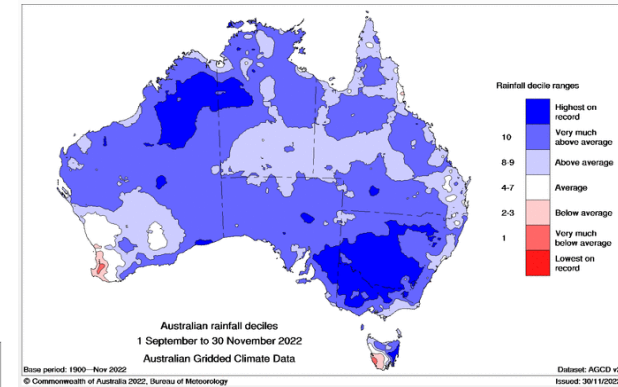 Rainfall decile ranges
Highest on
record
10
Very much
above average
8-9
Above average
4-7
Average
2-3
Below average
1
Very much
below average
Lowest on
record
Australian rainfall deciles
1 September to 30 November 2022
Australian Gridded Climate Data
Base period: 1900—Nov 2022
Dataset: AGCD v2
© Commonwealth of Australia 2022, Bureau of Meteorology
Issued: 30/11/2022